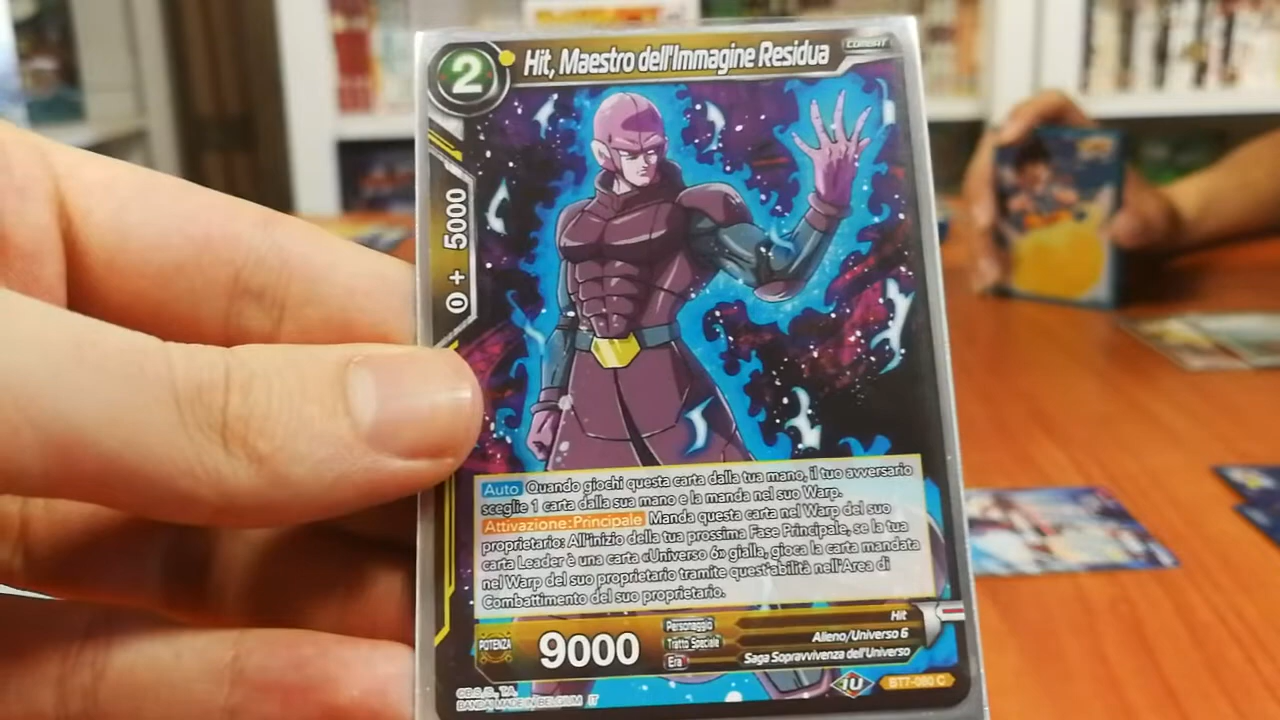 2
Hit, Maestro dell'Immagine Residua
COMBAT
0 + 5000
Auto Quando giochi questa carta dalla tua mano, il tuo avversario
sceglie 1 carta dalla sua mano e la manda nel suo Warp.
Attivazione:Principale Manda questa carta nel Warp del suo
proprietario: All'inizio della tua prossima Fase Principale, se la tua
carta Leader è una carta «Universo 6» gialla, gioca la carta mandata
nel Warp del suo proprietario tramite quest'abilità nell'Area di
Combattimento del suo proprietario.
POTENZA
9000
Personaggio
Hit
Tratto Speciale
Alieno/Universo 6
Era
Saga Sopravvivenza dell'Universo
BANDAI MADE IN BELGIUM IT
IU
BT7-080 C